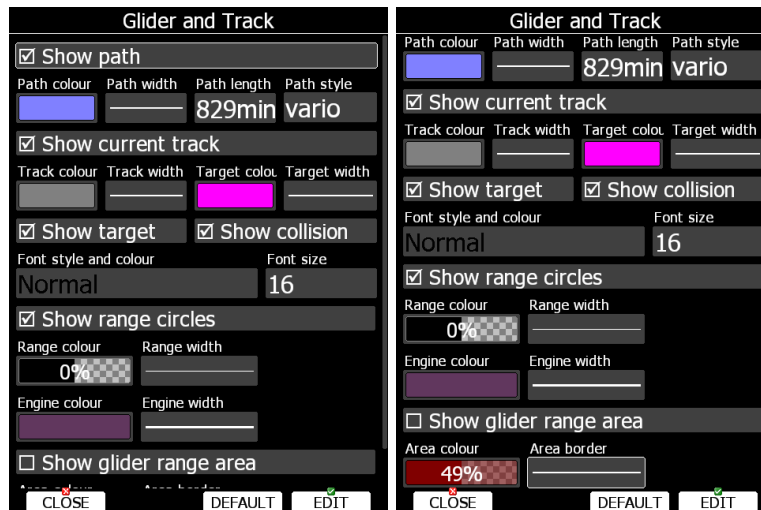 Glider and Track
Show path
Path colour Path width Path length Path style
829min vario
Show current track
Track colour Track width Target colou Target width
Show target Show collision
Font style and colour Font size
Normal 16
Show range circles
Range colour Range width
0%
Engine colour Engine width
Show glider range area
CLOSE DEFAULT EDIT
Glider and Track
Path colour Path width Path length Path style
829min vario
Show current track
Track colour Track width Target colou Target width
Show target Show collision
Font style and colour Font size
Normal 16
Show range circles
Range colour Range width
0%
Engine colour Engine width
Show glider range area
Area colour Area border
49%
CLOSE DEFAULT EDIT